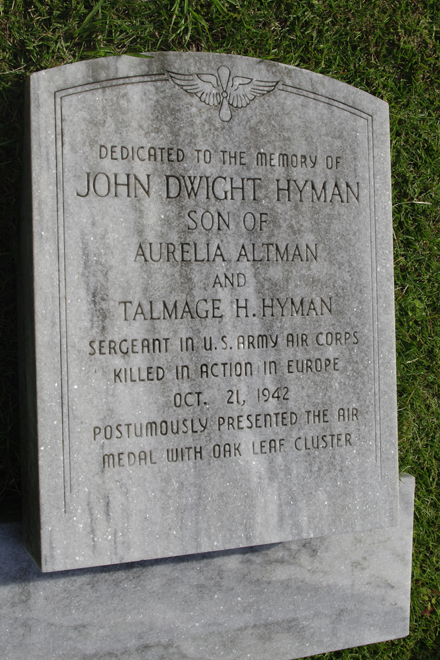 DEDICATED TO THE MEMORY OF
JOHN DWIGHT HYMAN
SON OF
AURELIA ALTMAN
AND
TALMAGE H. HYMAN
SERGEANT IN U.S. ARMY AIR CORPS
KILLED IN ACTION IN EUROPE
OCT. 21, 1942
POSTUMOUSLY PRESENTED THE AIR
MEDAL WITH OAK LEAF CLUSTER